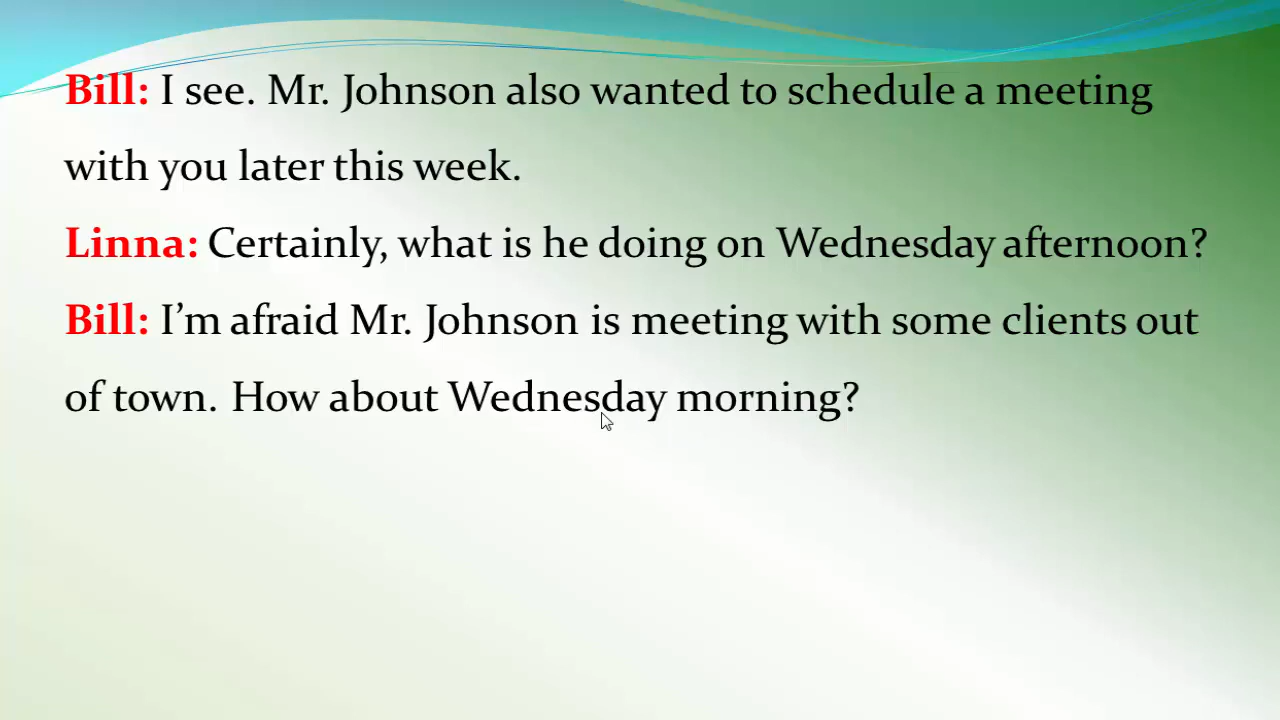 Bill: I see. Mr. Johnson also wanted to schedule a meeting
with you later this week.
Linna: Certainly, what is he doing on Wednesday afternoon?
Bill: I’m afraid Mr. Johnson is meeting with some clients out
of town. How about Wednesday morning?